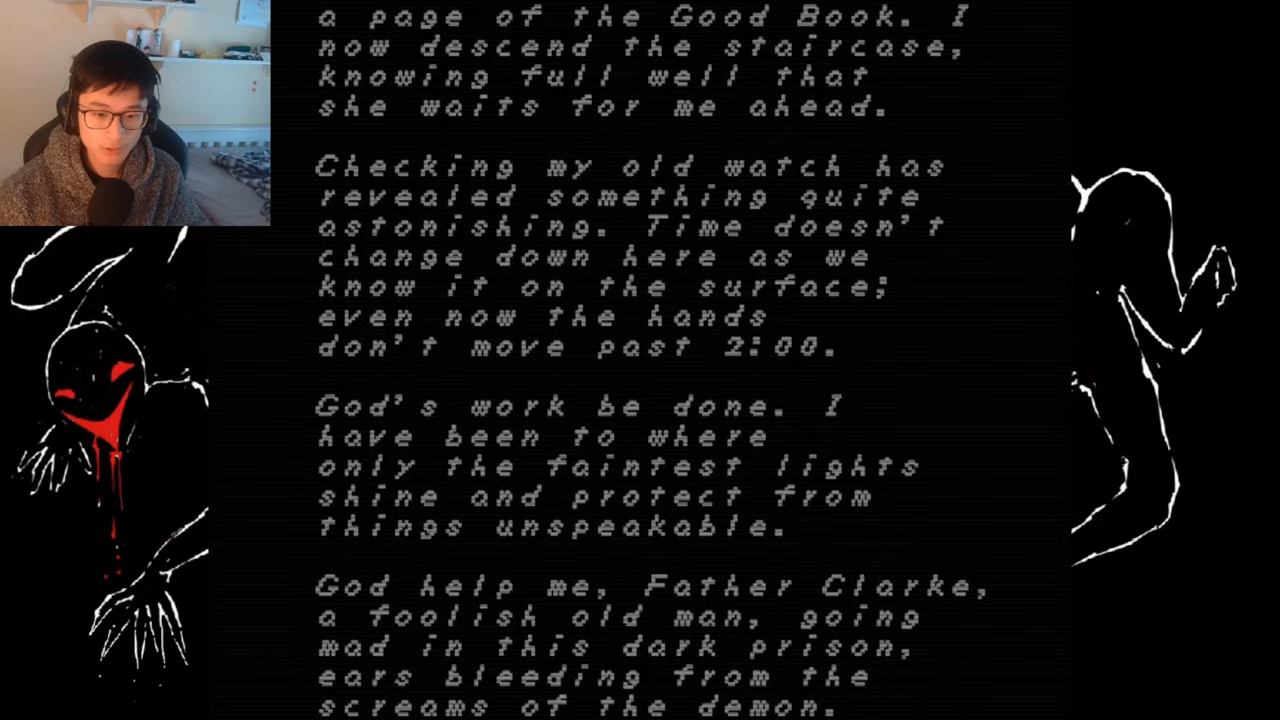 a page of the Good Book. I
now descend the staircase,
knowing full well that
she waits for me ahead.
Checking my old watch has
revealed something quite
astonishing. Time doesn't
change down here as we
know it on the surface;
even now the hands
don't move past 2:00.
God's work be done. I
have been to where
only the faintest lights
shine and protect from
things unspeakable.
God help me, Father Clarke,
a foolish old man, going
mad in this dark prison,
ears bleeding from the
screams of the demon.